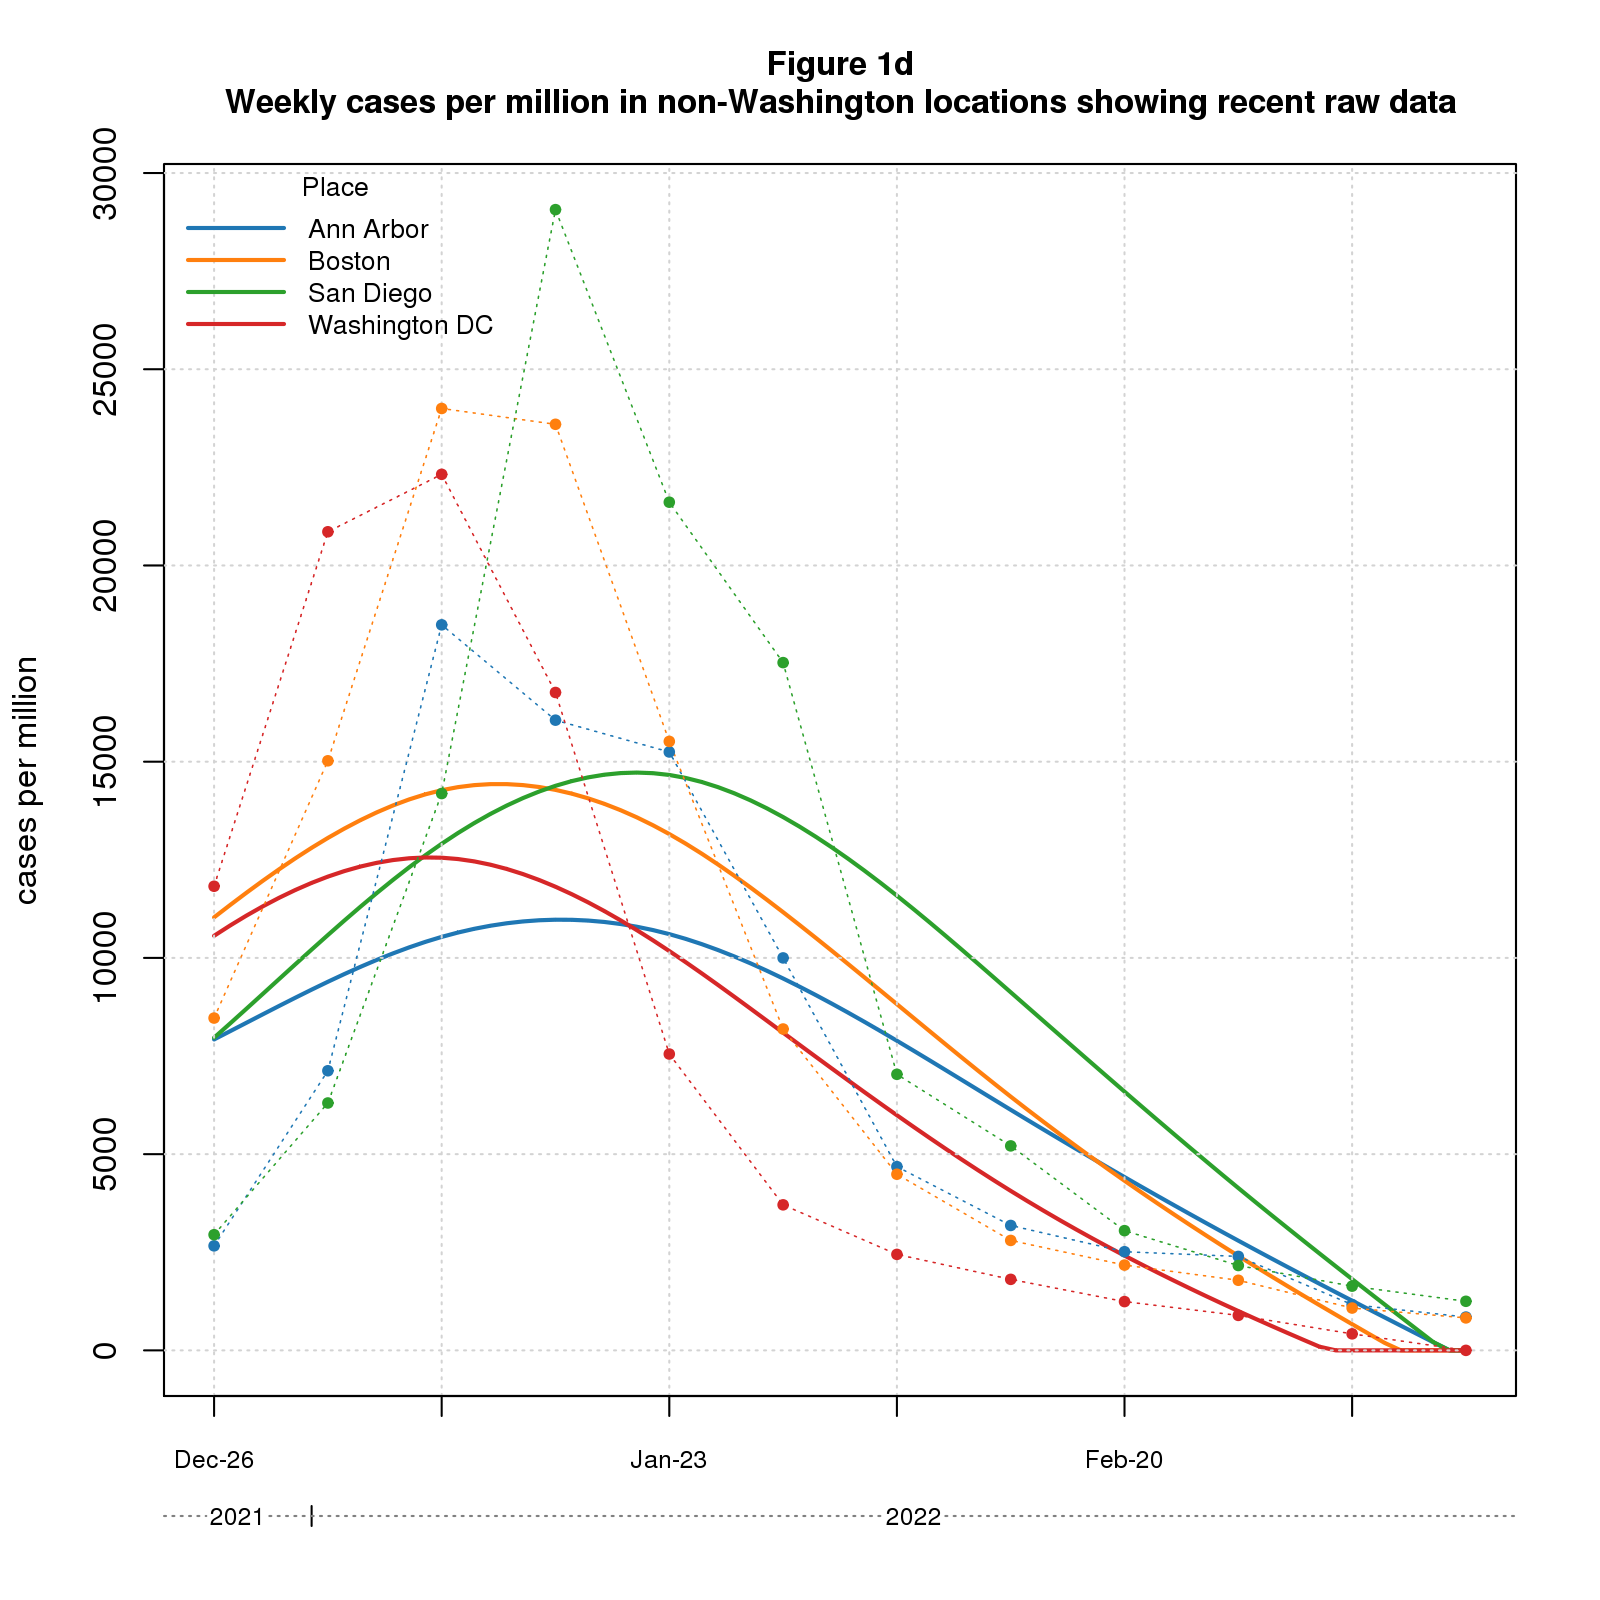 Figure 1d
Weekly cases per million in non-Washington locations showing recent raw data
cases per million
30000
25000
20000
15000
10000
5000
0
Place
Ann Arbor
Boston
San Diego
Washington DC
Dec-26 Jan-23 Feb-20
2021 2022